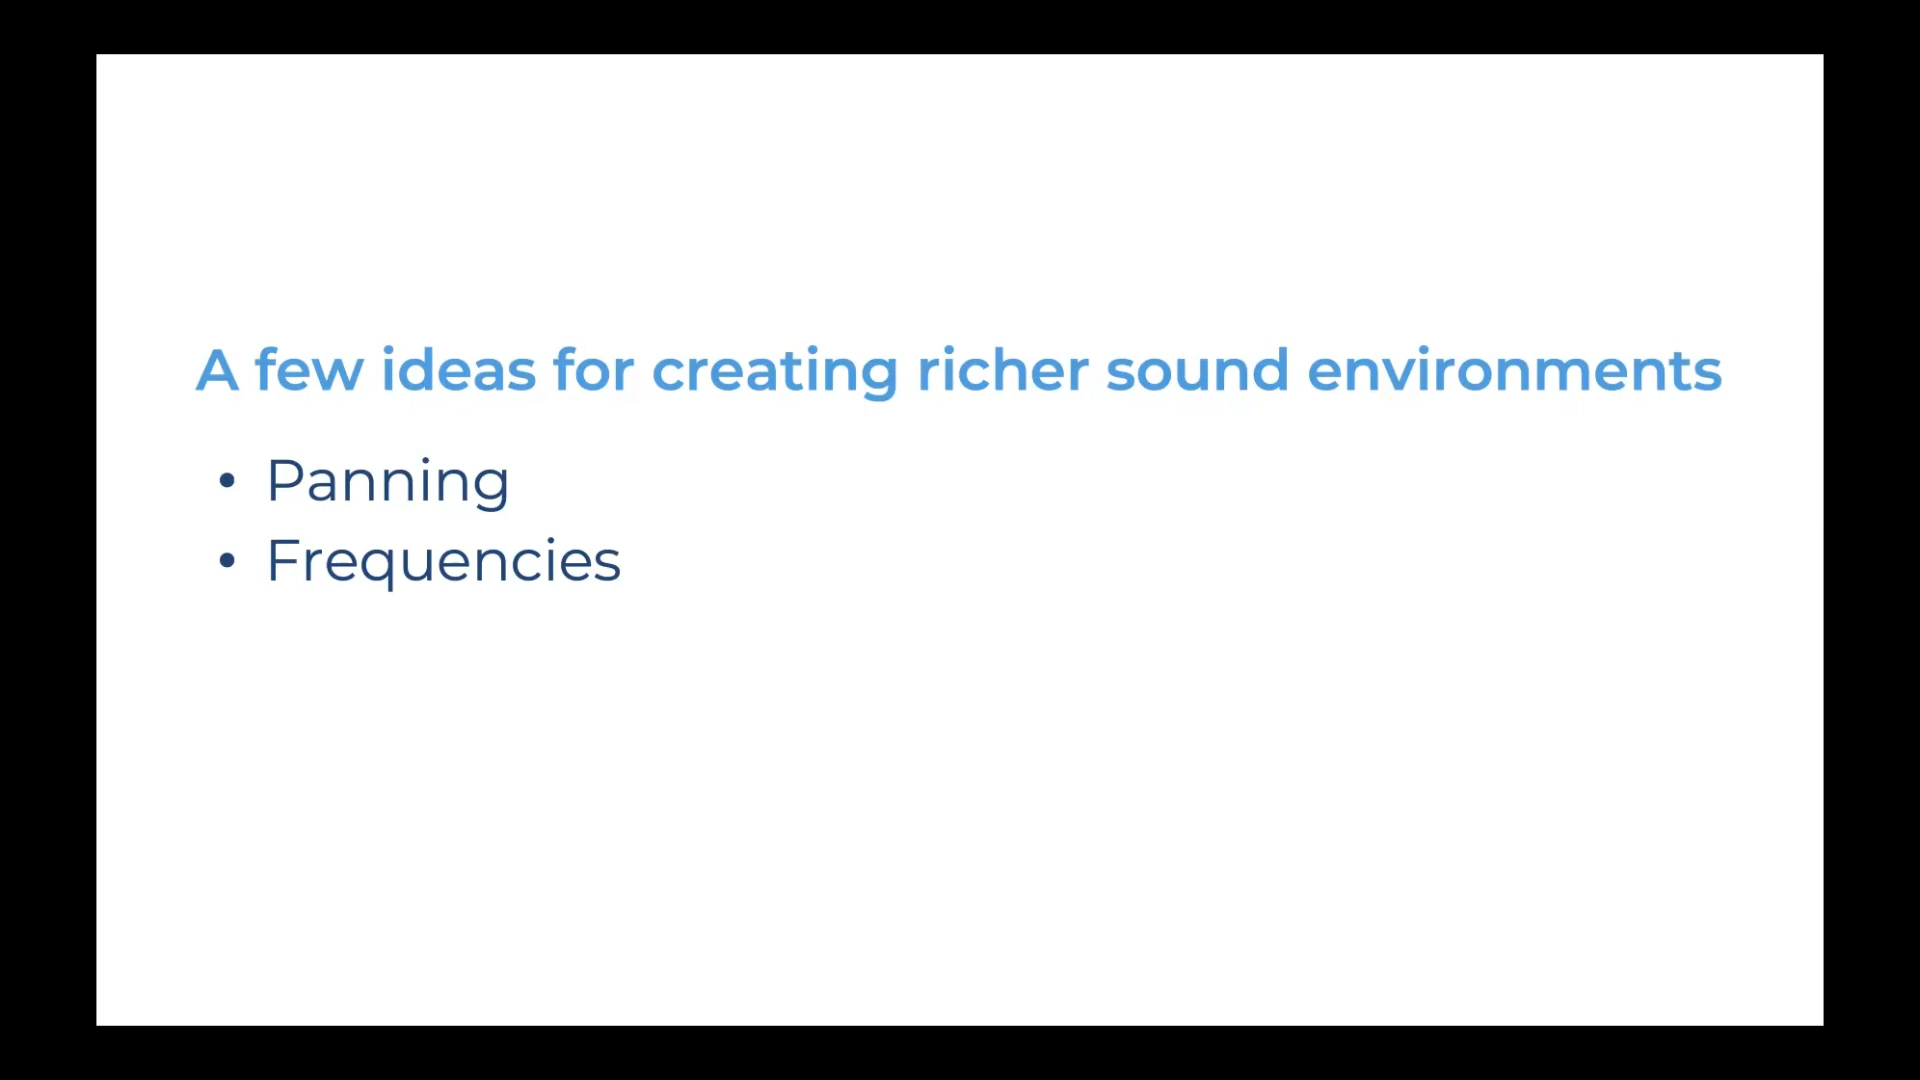 A few ideas for creating richer sound environments
• Panning
• Frequencies